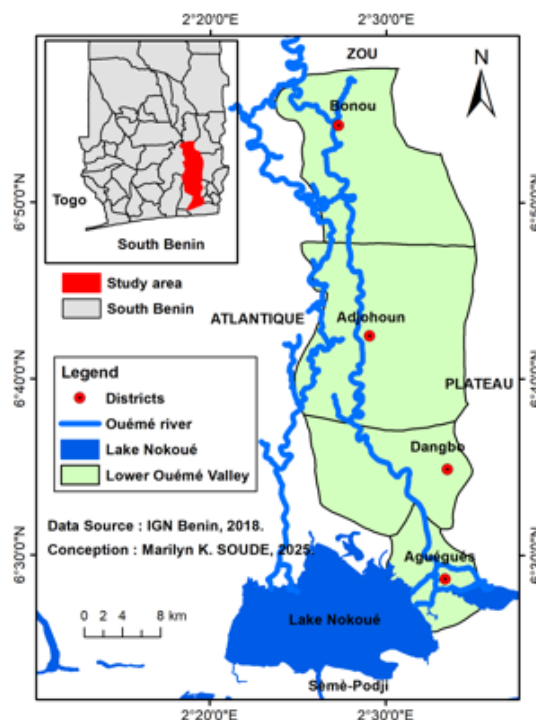 2°20'0"E 2°30'0"E
ZOU
N
Bonou
6°50'0"N 6°50'0"N
Togo
South Benin
Study area
South Benin
ATLANTIQUE
Adjohoun
6°40'0"N 6°40'0"N
PLATEAU
Legend
Districts
Ouémé river
Lake Nokoué
Lower Ouémé Valley
Dangbo
Data Source : IGN Benin, 2018.
Conception : Marilyn K. SOUDE, 2025.
6°30'0"N 6°30'0"N
Aguégués
0 2 4 8 km
Lake Nokoué
Sèmè-Podji
2°20'0"E 2°30'0"E